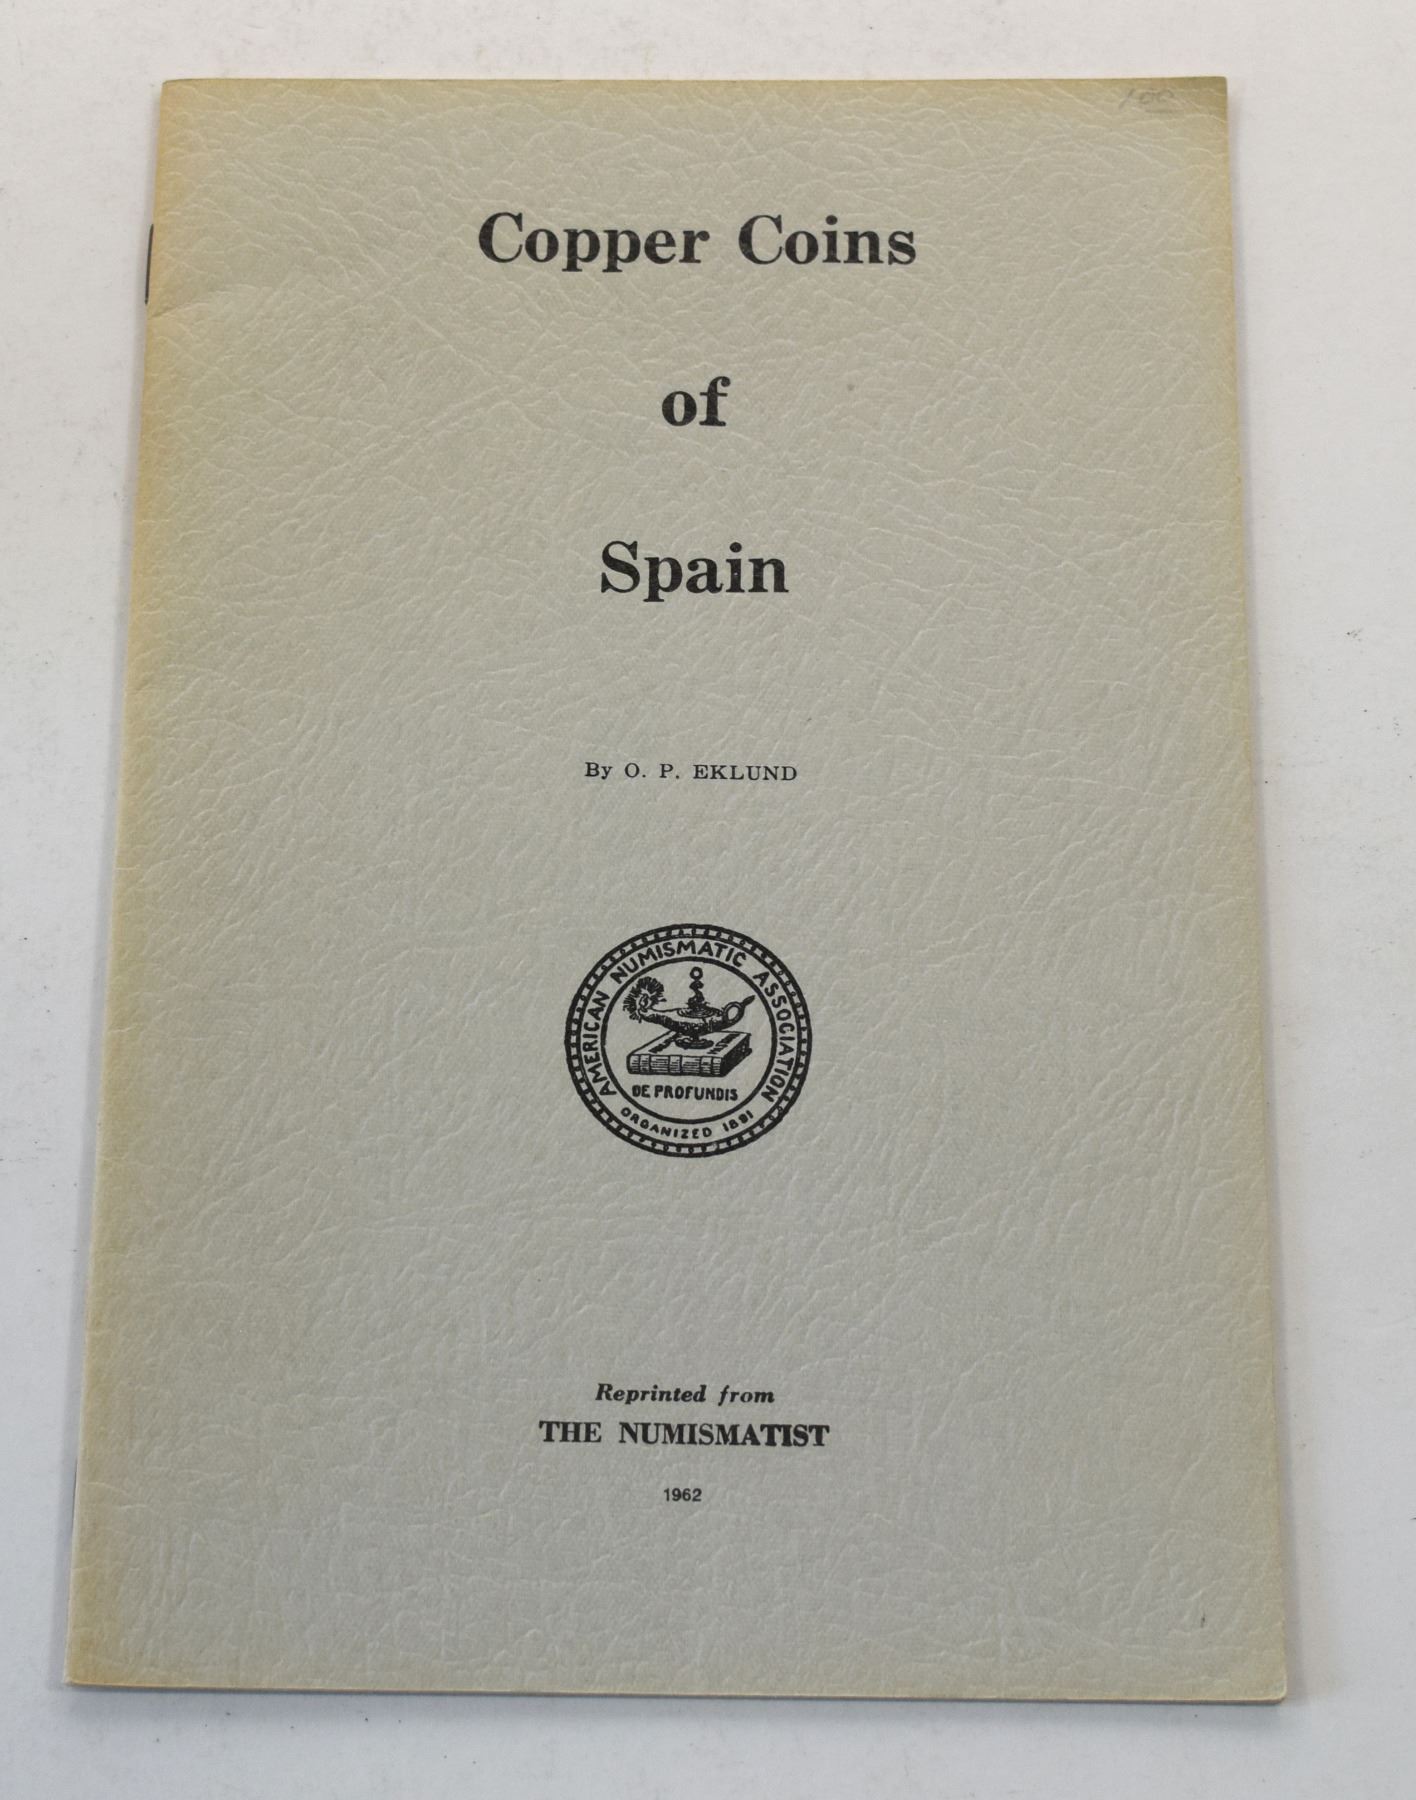 Copper Coins
of
Spain
By O. P. EKLUND
AMERICAN NUMISMATIC ASSOCIATION
DE PROFUNDIS
ORGANIZED 1891
Reprinted from
THE NUMISMATIST
1962